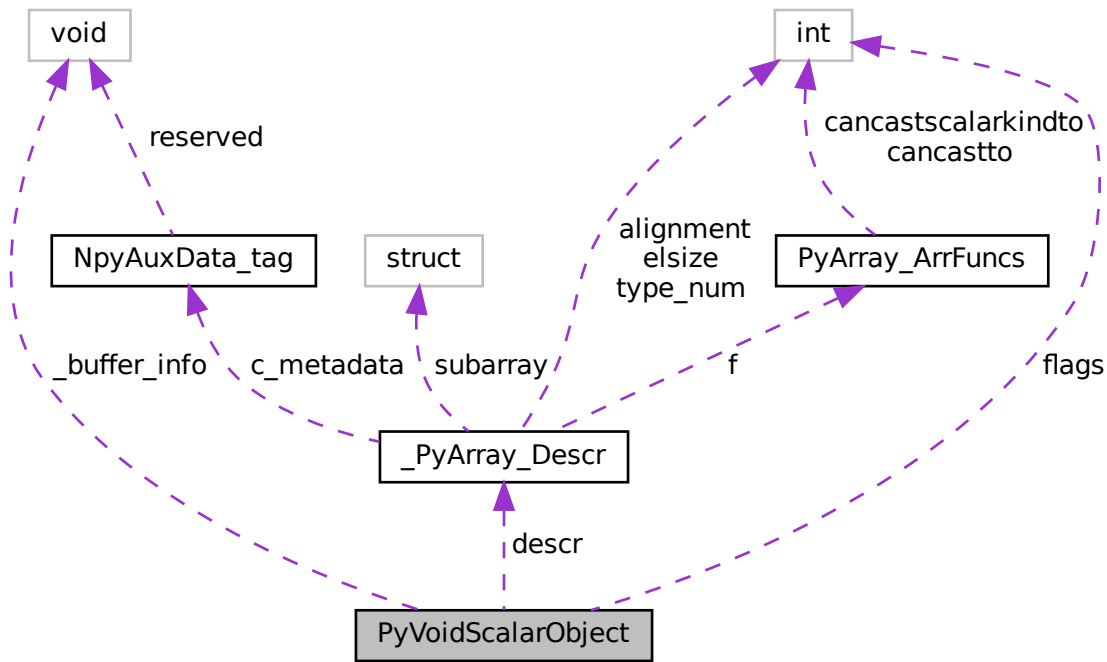 void
int
cancastscalarkindto
cancastto
reserved
alignment
elsize
type_num
NpyAuxData_tag
struct
PyArray_ArrFuncs
_buffer_info
c_metadata
subarray
f
flags
_PyArray_Descr
descr
PyVoidScalarObject